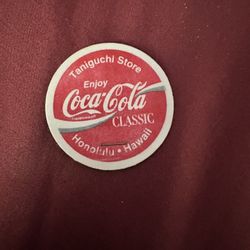 Taniguchi Store
Enjoy
Coca-Cola
CLASSIC
Honolulu • Hawaii